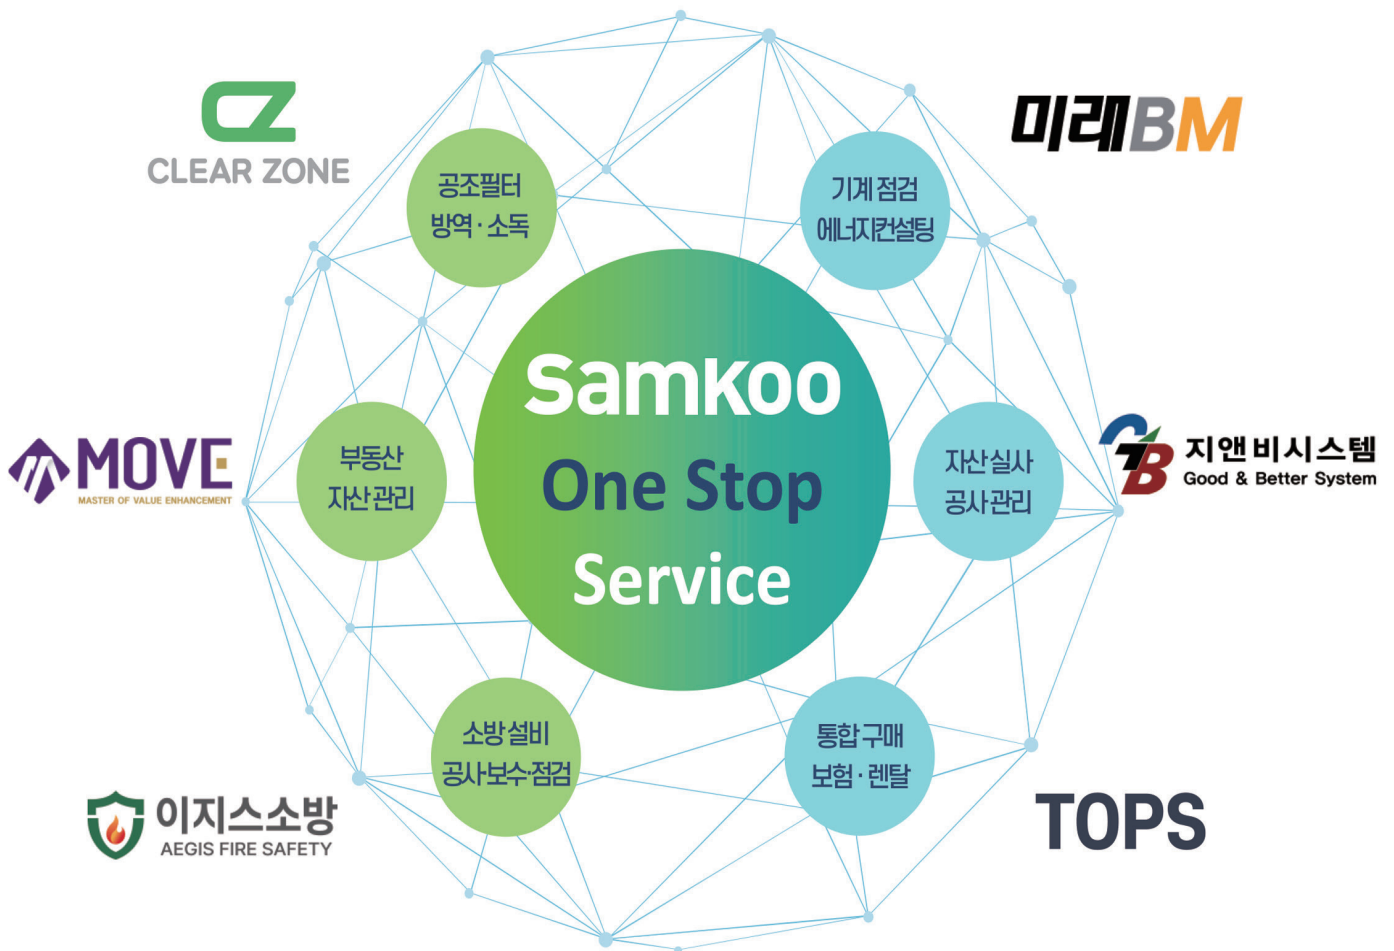 CZ
CLEAR ZONE
공조필터
방역·소독
기계 점검
에너지컨설팅
미래BM
MOVE
MASTER OF VALUE ENHANCEMENT
부동산
자산 관리
Samkoo
One Stop
Service
자산 실사
공사 관리
지앤비시스템
Good & Better System
소방 설비
공사·보수·점검
통합 구매
보험·렌탈
이지스소방
AEGIS FIRE SAFETY
TOPS